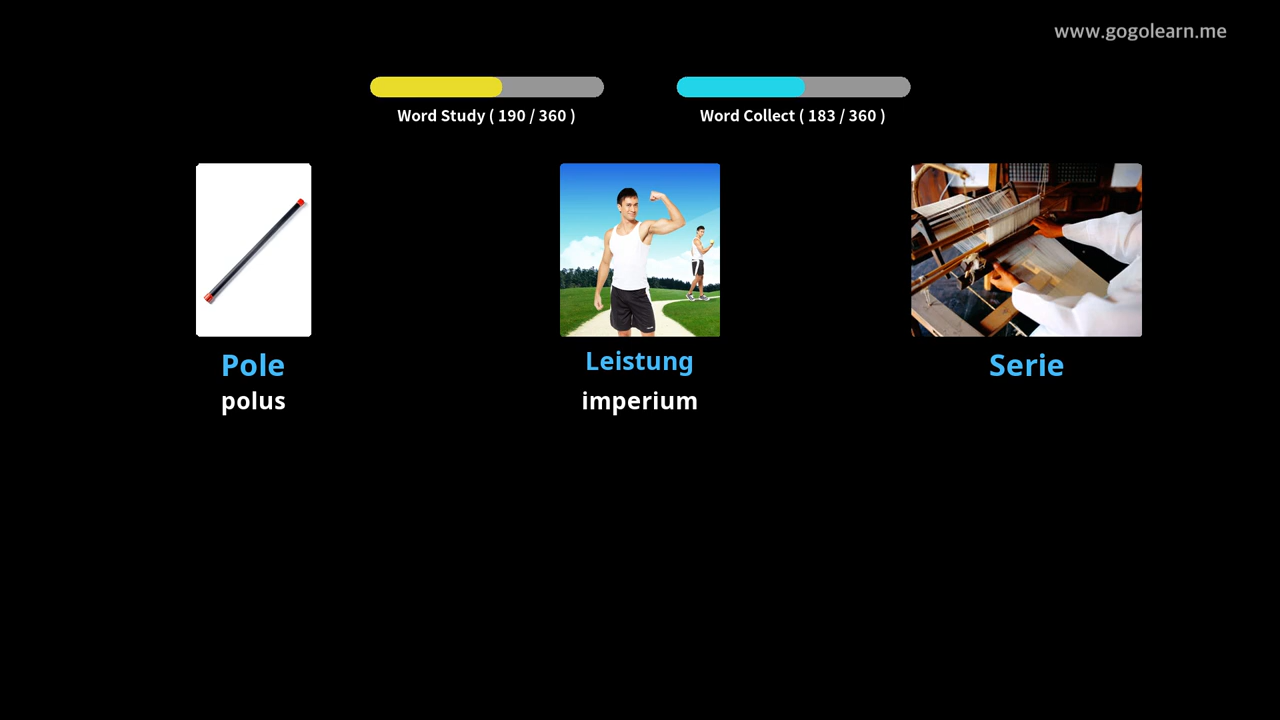 www.gogolearn.me
Word Study ( 190 / 360 )
Word Collect ( 183 / 360 )
Pole
polus
Leistung
imperium
Serie